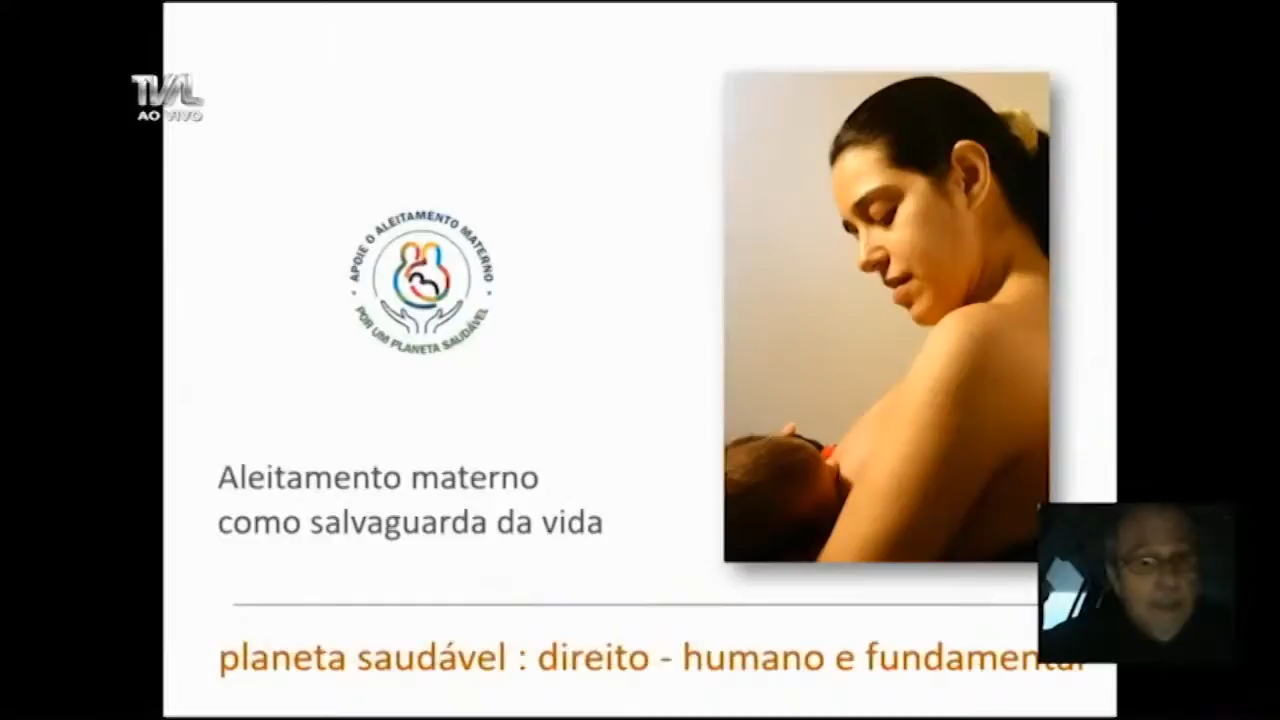 TVAL
AO VIVO
APOIE O ALEITAMENTO MATERNO
POR UM PLANETA SAUDÁVEL
Aleitamento materno
como salvaguarda da vida
planeta saudável : direito - humano e fundamental